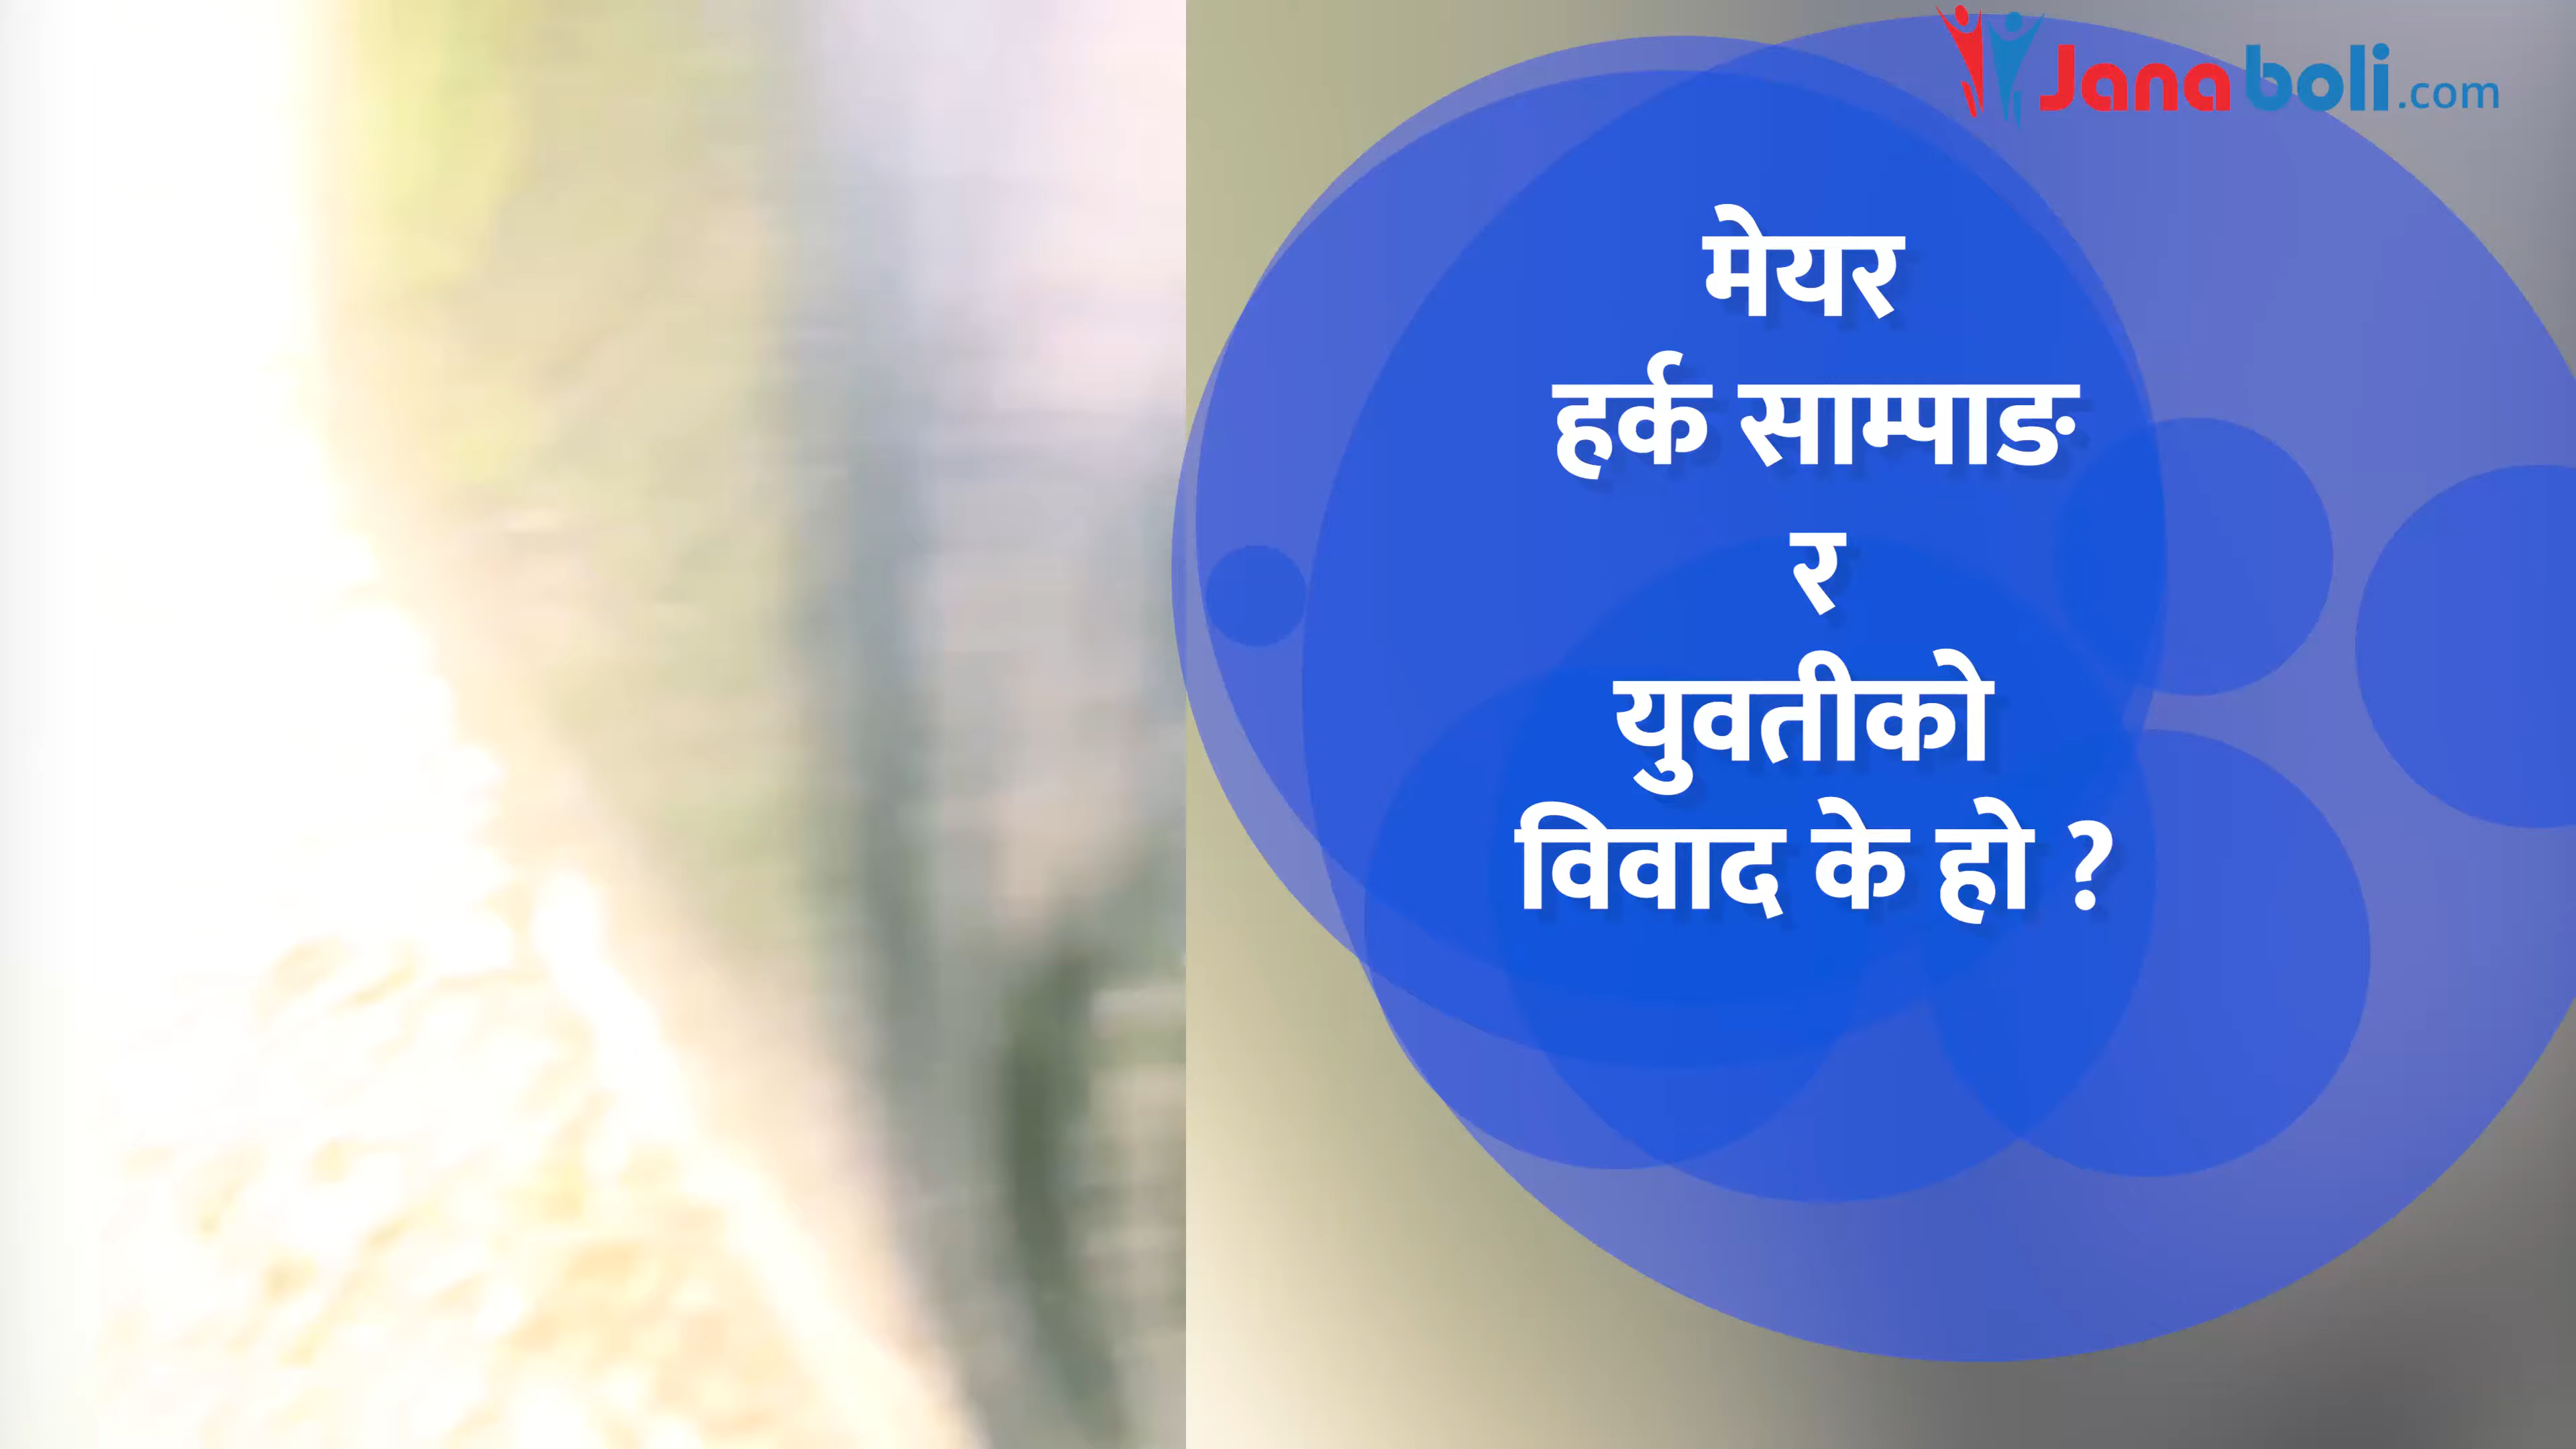 Janaboli.com
मेयर
हर्क साम्पाङ
र
युवतीको
विवाद के हो ?